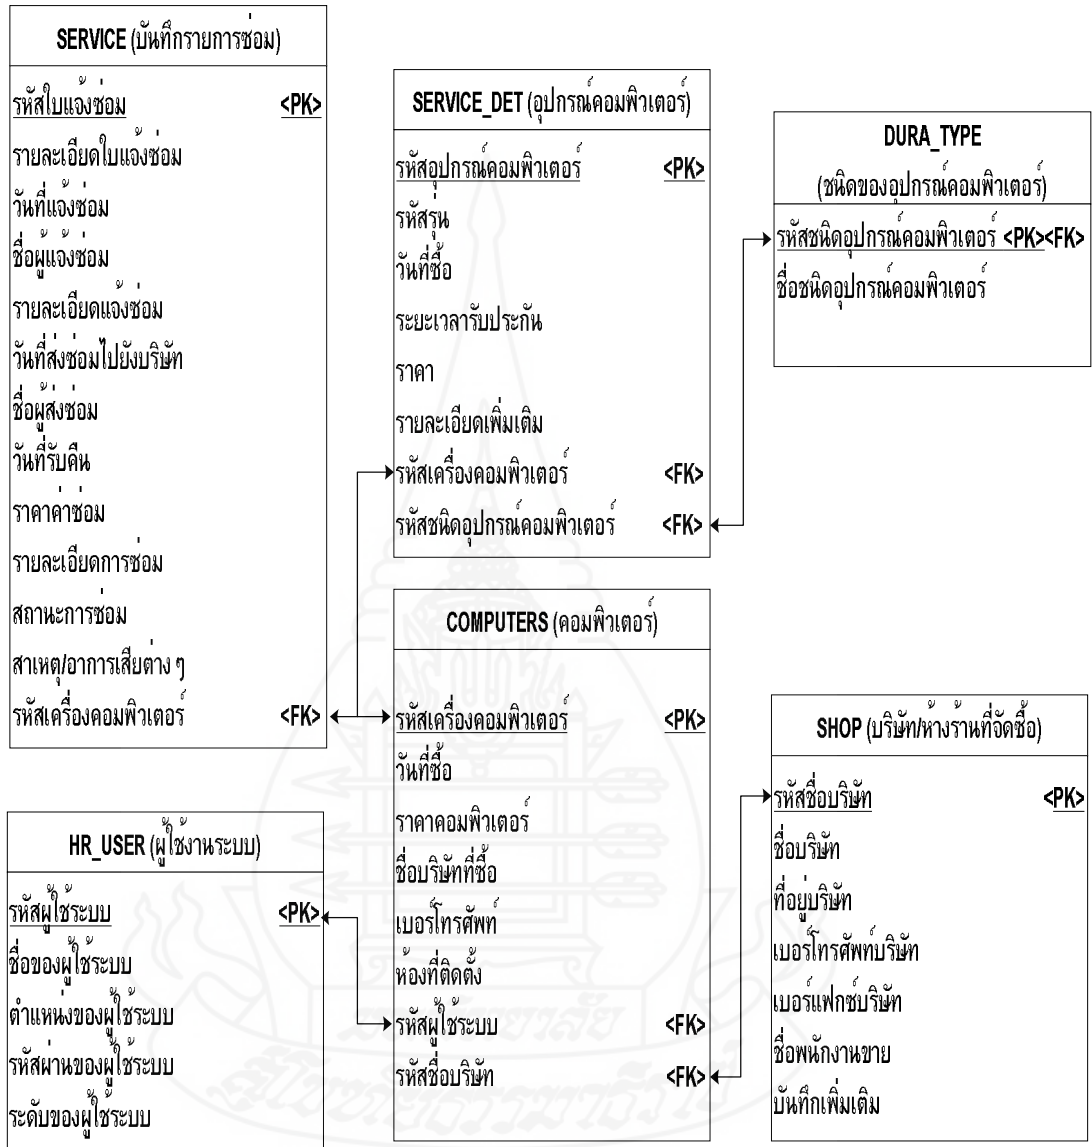 SERVICE (บันทึกรายการซ่อม)
รหัสใบแจ้งซ่อม <PK>
รายละเอียดใบแจ้งซ่อม
วันที่แจ้งซ่อม
ชื่อผู้แจ้งซ่อม
รายละเอียดแจ้งซ่อม
วันที่ส่งซ่อมไปยังบริษัท
ชื่อผู้ส่งซ่อม
วันที่รับคืน
ราคาค่าซ่อม
รายละเอียดการซ่อม
สถานะการซ่อม
สาเหตุ/อาการเสียต่าง ๆ
รหัสเครื่องคอมพิวเตอร์ <FK>
SERVICE_DET (อุปกรณ์คอมพิวเตอร์)
รหัสอุปกรณ์คอมพิวเตอร์ <PK>
รหัสรุ่น
วันที่ซื้อ
ระยะเวลารับประกัน
ราคา
รายละเอียดเพิ่มเติม
รหัสเครื่องคอมพิวเตอร์ <FK>
รหัสชนิดอุปกรณ์คอมพิวเตอร์ <FK>
DURA_TYPE
(ชนิดของอุปกรณ์คอมพิวเตอร์)
รหัสชนิดอุปกรณ์คอมพิวเตอร์ <PK><FK>
ชื่อชนิดอุปกรณ์คอมพิวเตอร์
COMPUTERS (คอมพิวเตอร์)
รหัสเครื่องคอมพิวเตอร์ <PK>
วันที่ซื้อ
ราคาคอมพิวเตอร์
ชื่อบริษัทที่ซื้อ
เบอร์โทรศัพท์
ห้องที่ติดตั้ง
รหัสผู้ใช้ระบบ <FK>
รหัสชื่อบริษัท <FK>
SHOP (บริษัท/ห้างร้านที่จัดซื้อ)
รหัสชื่อบริษัท <PK>
ชื่อบริษัท
ที่อยู่บริษัท
เบอร์โทรศัพท์บริษัท
เบอร์แฟกซ์บริษัท
ชื่อพนักงานขาย
บันทึกเพิ่มเติม
HR_USER (ผู้ใช้งานระบบ)
รหัสผู้ใช้ระบบ <PK>
ชื่อของผู้ใช้ระบบ
ตำแหน่งของผู้ใช้ระบบ
รหัสผ่านของผู้ใช้ระบบ
ระดับของผู้ใช้ระบบ